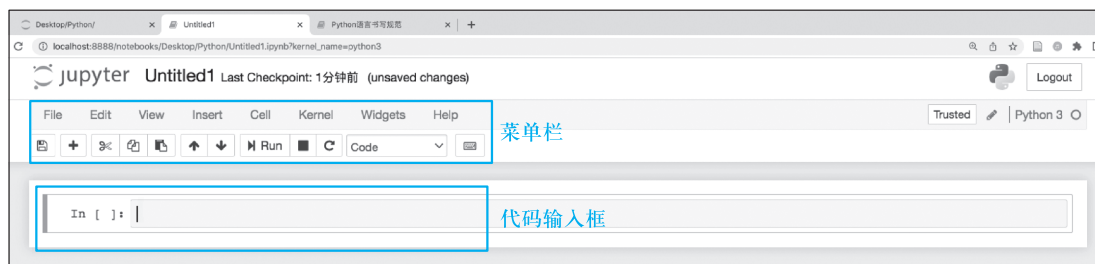 Desktop/Python/ × Untitled1 × Python语言书写规范 × +
localhost:8888/notebooks/Desktop/Python/Untitled1.ipynb?kernel_name=python3
jupyter Untitled1 Last Checkpoint: 1分钟前 (unsaved changes) Logout
File Edit View Insert Cell Kernel Widgets Help Trusted Python 3
菜单栏
Run Code
In [ ]:
代码输入框